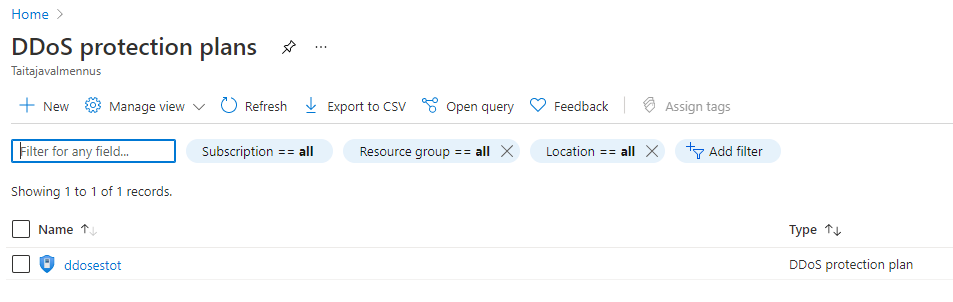 Home
DDoS protection plans
Taitajavalmennus
New Manage view Refresh Export to CSV Open query Feedback Assign tags
Filter for any field... Subscription == all Resource group == all Location == all Add filter
Showing 1 to 1 of 1 records.
Name Type
ddosestot DDoS protection plan